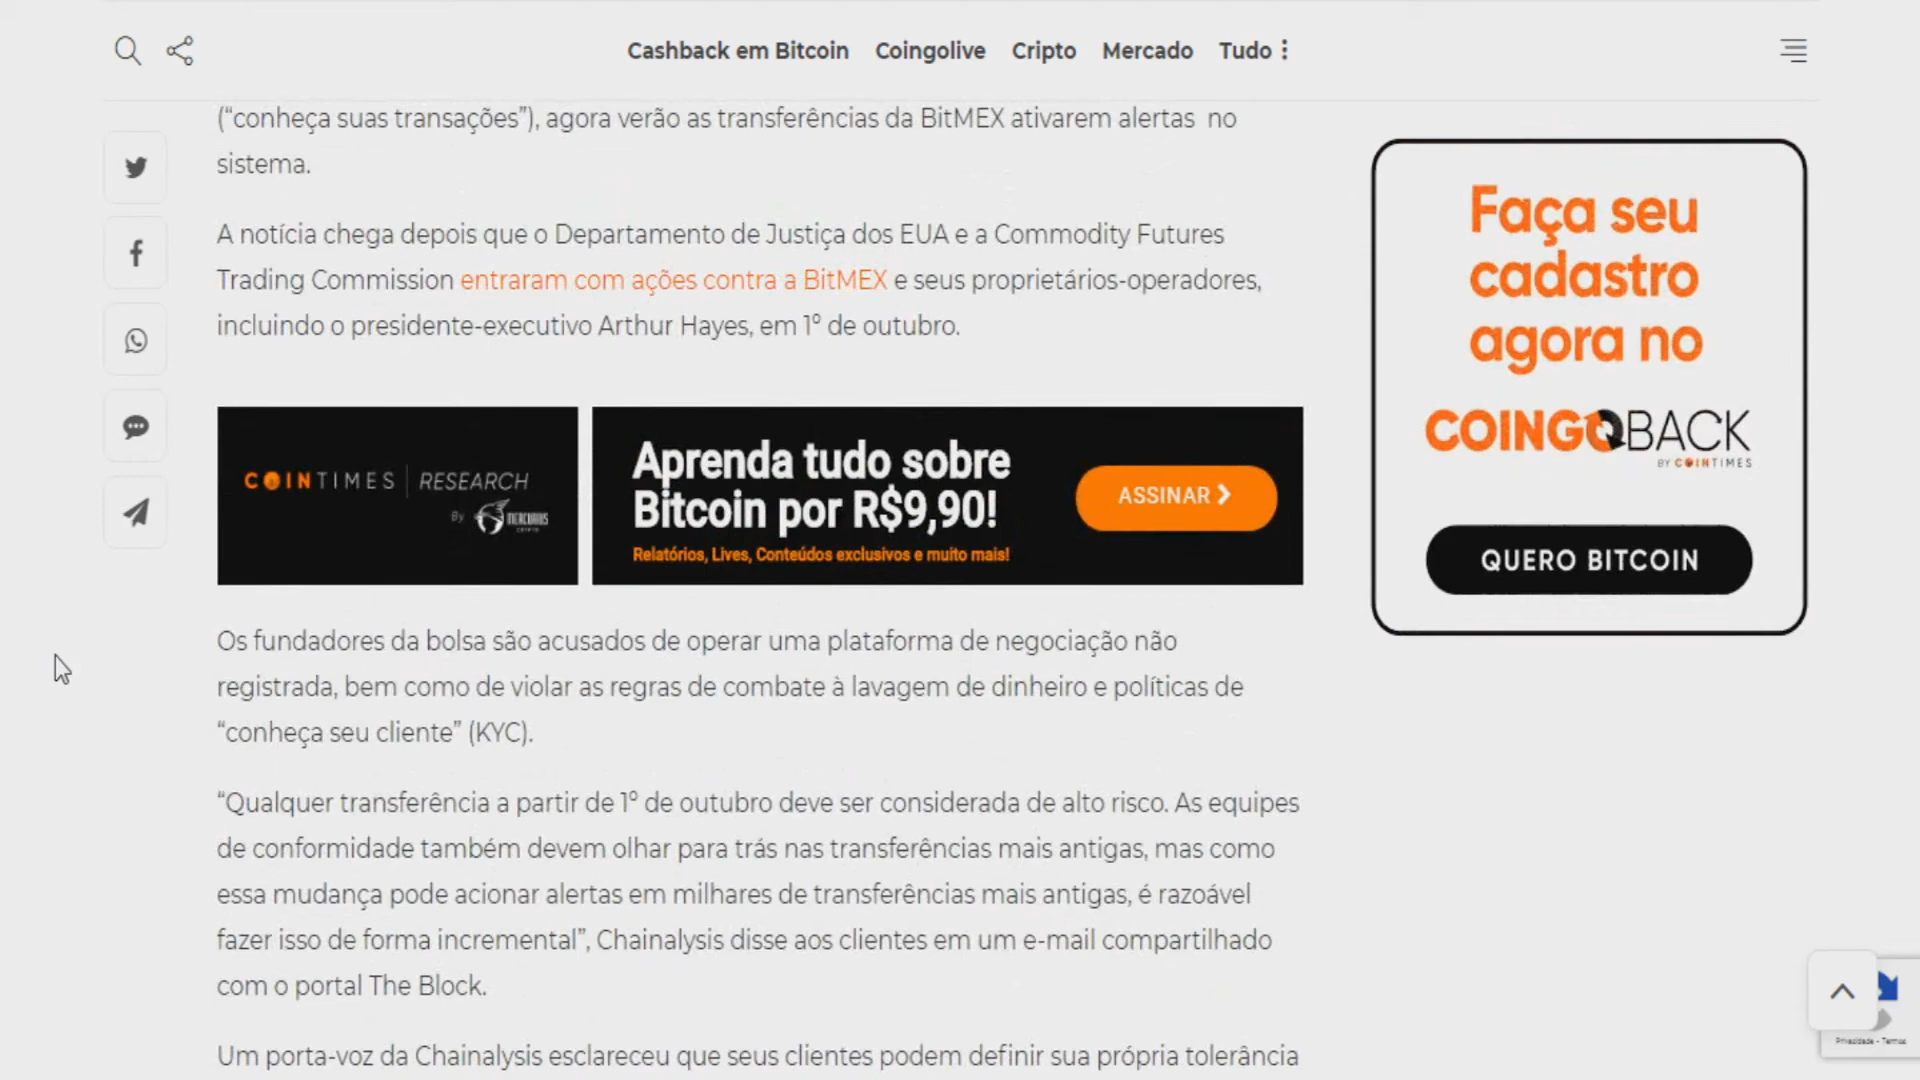 Cashback em Bitcoin Coingolive Cripto Mercado Tudo
(“conheça suas transações”), agora verão as transferências da BitMEX ativarem alertas no
sistema.
A notícia chega depois que o Departamento de Justiça dos EUA e a Commodity Futures
Trading Commission entraram com ações contra a BitMEX e seus proprietários-operadores,
incluindo o presidente-executivo Arthur Hayes, em 1º de outubro.
COINTIMES RESEARCH
By MERCURIUS
CRYPTO
Aprenda tudo sobre
Bitcoin por R$9,90!
Relatórios, Lives, Conteúdos exclusivos e muito mais!
ASSINAR
Os fundadores da bolsa são acusados de operar uma plataforma de negociação não
registrada, bem como de violar as regras de combate à lavagem de dinheiro e políticas de
“conheça seu cliente” (KYC).
“Qualquer transferência a partir de 1º de outubro deve ser considerada de alto risco. As equipes
de conformidade também devem olhar para trás nas transferências mais antigas, mas como
essa mudança pode acionar alertas em milhares de transferências mais antigas, é razoável
fazer isso de forma incremental”, Chainalysis disse aos clientes em um e-mail compartilhado
com o portal The Block.
Um porta-voz da Chainalysis esclareceu que seus clientes podem definir sua própria tolerância
Faça seu
cadastro
agora no
COINGOBACK
BY COINTIMES
QUERO BITCOIN
Privacidade - Termos